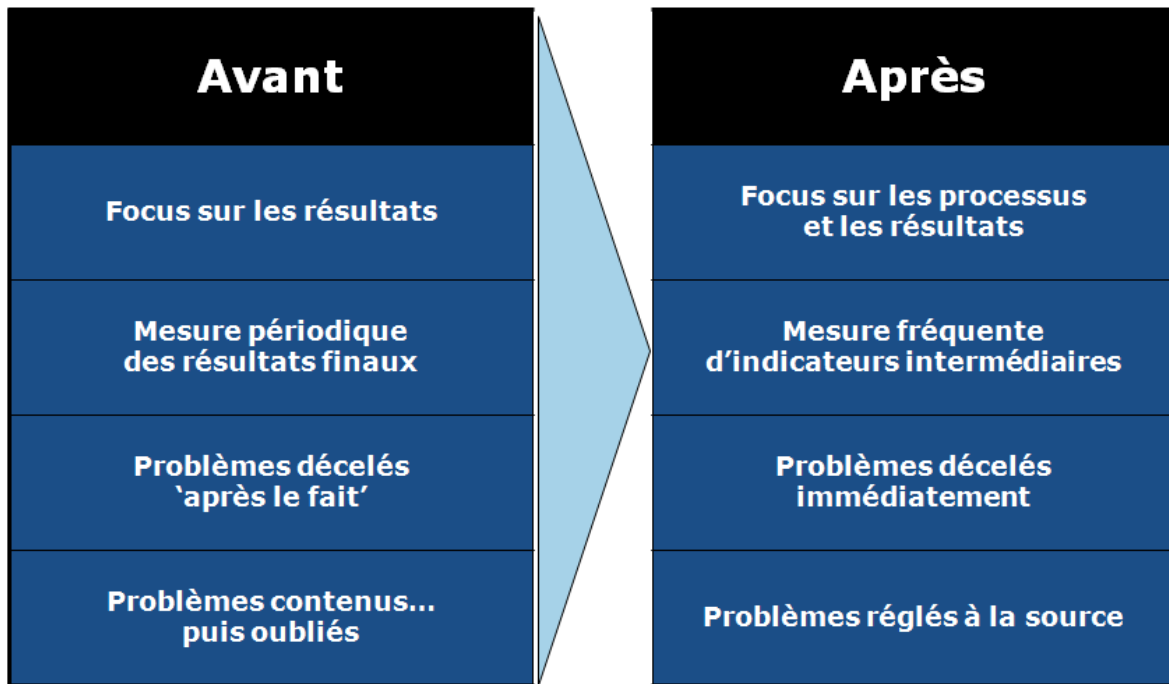 Avant
Après
Focus sur les résultats
Focus sur les processus
et les résultats
Mesure périodique
des résultats finaux
Mesure fréquente
d’indicateurs intermédiaires
Problèmes décelés
‘après le fait’
Problèmes décelés
immédiatement
Problèmes contenus…
puis oubliés
Problèmes réglés à la source